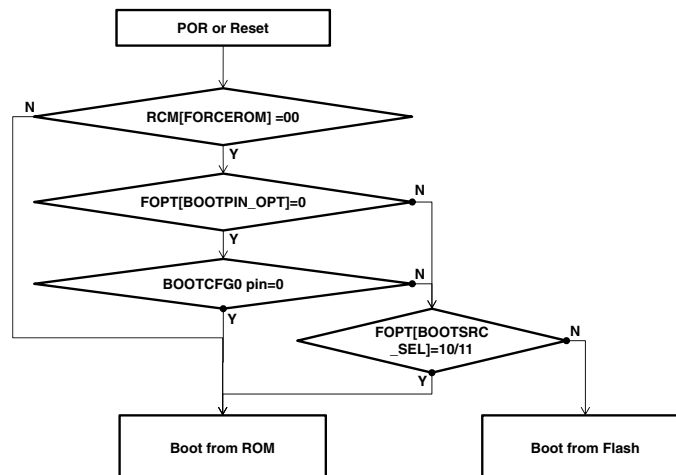 POR or Reset
N
RCM[FORCEROM] =00
Y
N
FOPT[BOOTPIN_OPT]=0
Y
N
BOOTCFG0 pin=0
Y
FOPT[BOOTSRC
_SEL]=10/11
N
Y
Boot from ROM
Boot from Flash